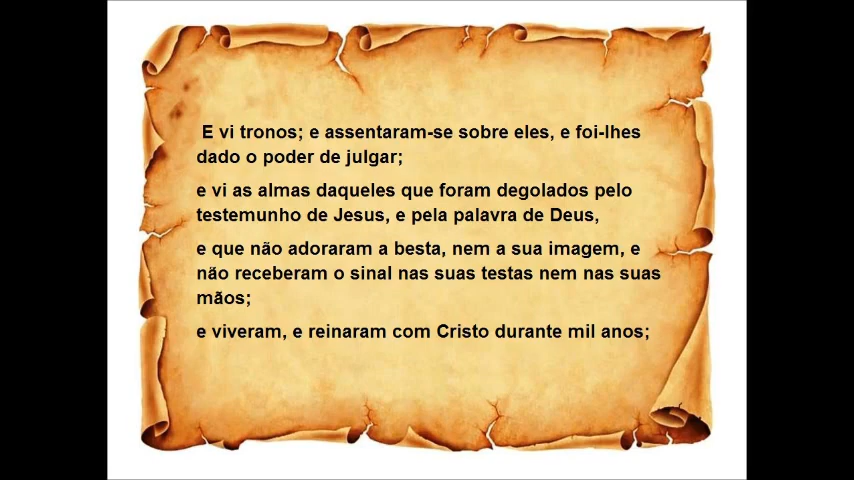 E vi tronos; e assentaram-se sobre eles, e foi-lhes
dado o poder de julgar;
e vi as almas daqueles que foram degolados pelo
testemunho de Jesus, e pela palavra de Deus,
e que não adoraram a besta, nem a sua imagem, e
não receberam o sinal nas suas testas nem nas suas
mãos;
e viveram, e reinaram com Cristo durante mil anos;